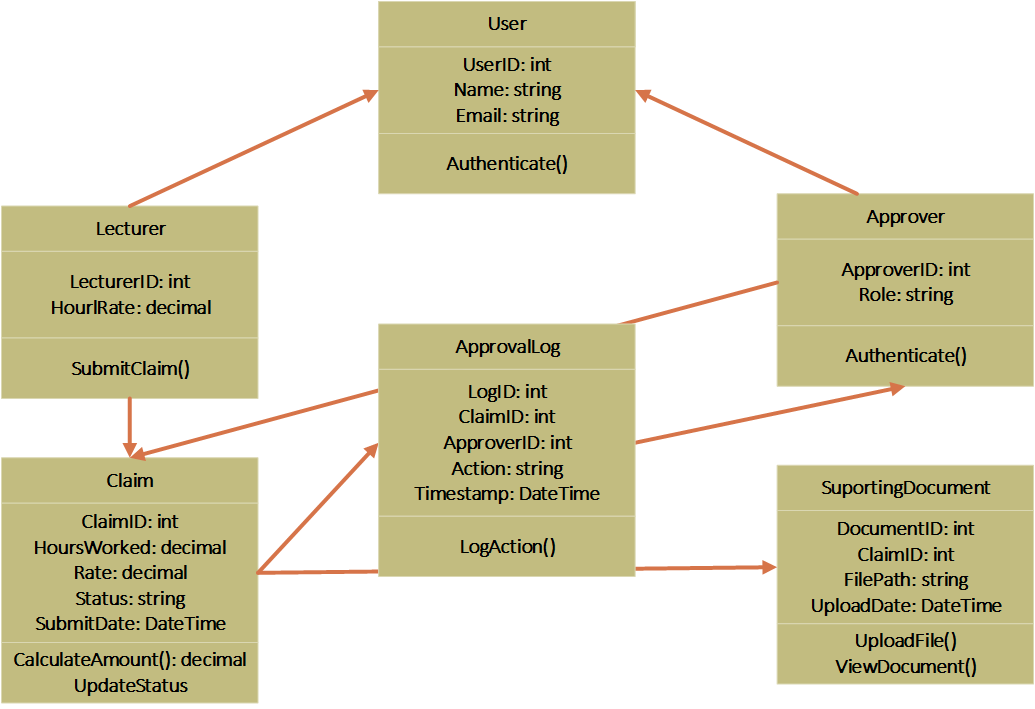 User
UserID: int
Name: string
Email: string
Authenticate()
Lecturer
LecturerID: int
HourlRate: decimal
SubmitClaim()
Approver
ApproverID: int
Role: string
Authenticate()
ApprovalLog
LogID: int
ClaimID: int
ApproverID: int
Action: string
Timestamp: DateTime
LogAction()
Claim
ClaimID: int
HoursWorked: decimal
Rate: decimal
Status: string
SubmitDate: DateTime
CalculateAmount(): decimal
UpdateStatus
SuportingDocument
DocumentID: int
ClaimID: int
FilePath: string
UploadDate: DateTime
UploadFile()
ViewDocument()